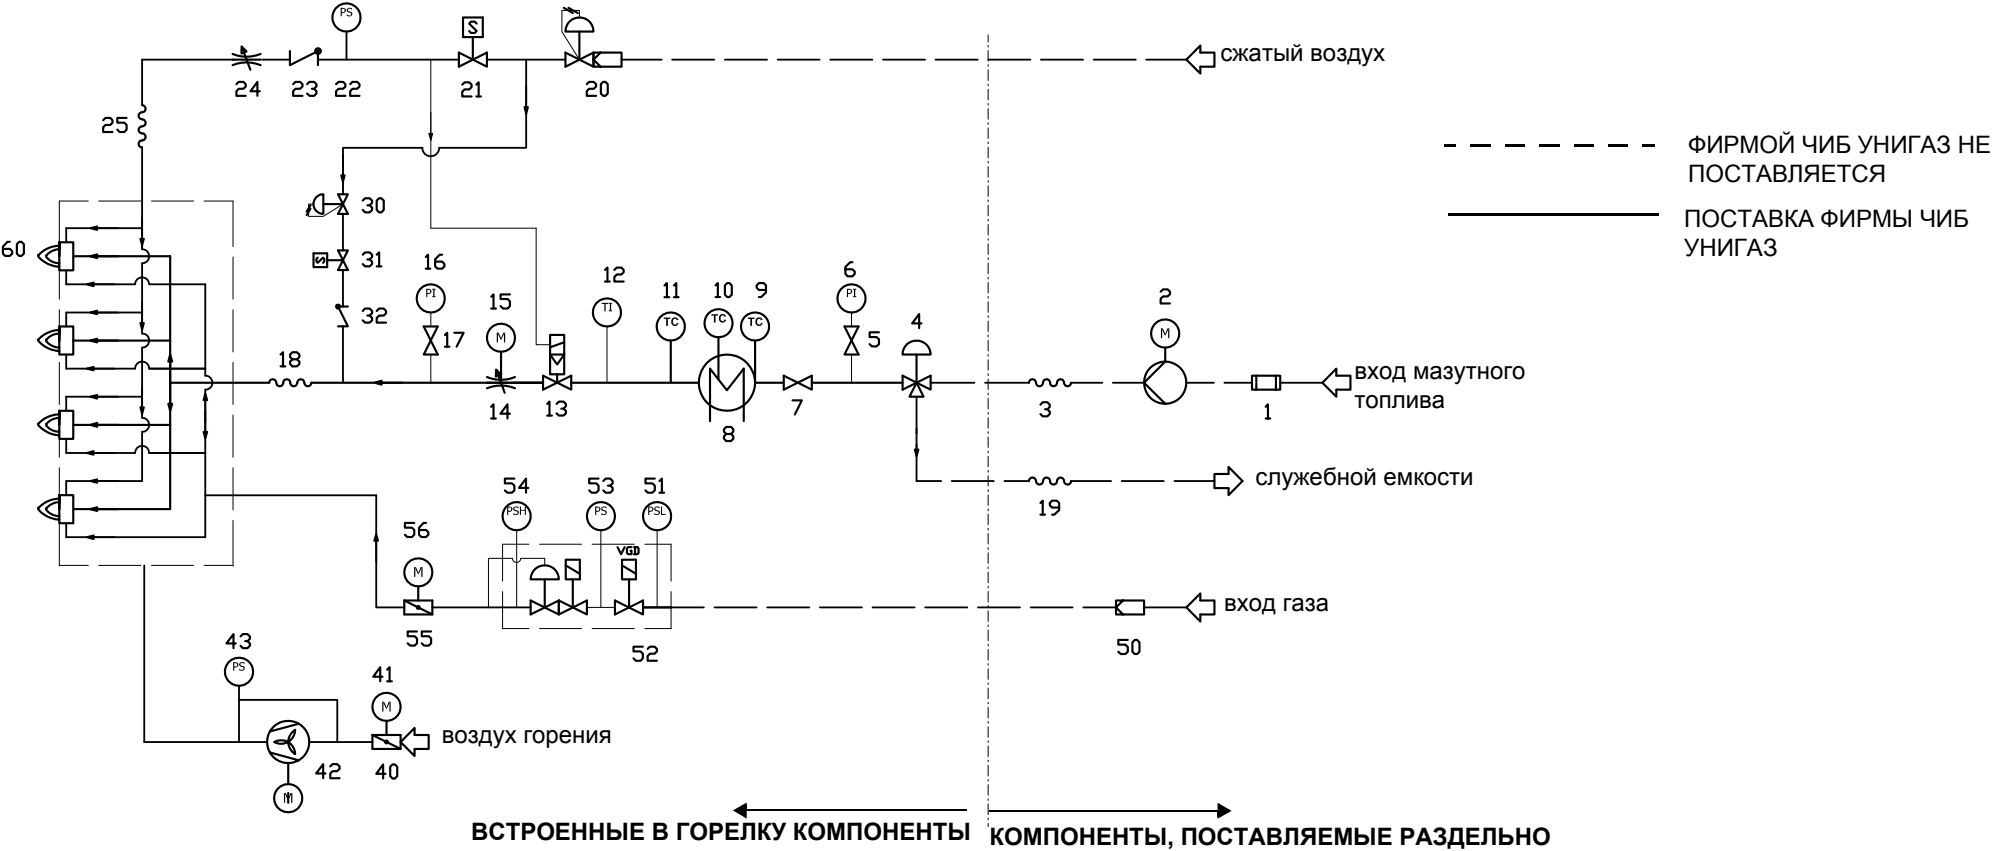 PS
S
сжатый воздух
24
23
22
21
20
25
ФИРМОЙ ЧИБ УНИГАЗ НЕ
ПОСТАВЛЯЕТСЯ
ПОСТАВКА ФИРМЫ ЧИБ
УНИГАЗ
30
60
S
31
16
12
11
10
9
6
2
PI
15
TI
TC
TC
TC
PI
4
32
M
17
5
M
18
вход мазутного
топлива
14
13
8
7
3
1
54
53
51
служебной емкости
PSH
PS
PSL
19
56
VGD
M
вход газа
55
52
50
43
PS
41
M
воздух горения
42
40
M
ВСТРОЕННЫЕ В ГОРЕЛКУ КОМПОНЕНТЫ
КОМПОНЕНТЫ, ПОСТАВЛЯЕМЫЕ РАЗДЕЛЬНО